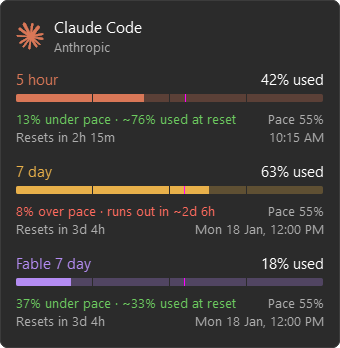 Claude Code
Anthropic
5 hour 42% used
13% under pace · ~76% used at reset Pace 55%
Resets in 2h 15m 10:15 AM
7 day 63% used
8% over pace · runs out in ~2d 6h Pace 55%
Resets in 3d 4h Mon 18 Jan, 12:00 PM
Fable 7 day 18% used
37% under pace · ~33% used at reset Pace 55%
Resets in 3d 4h Mon 18 Jan, 12:00 PM